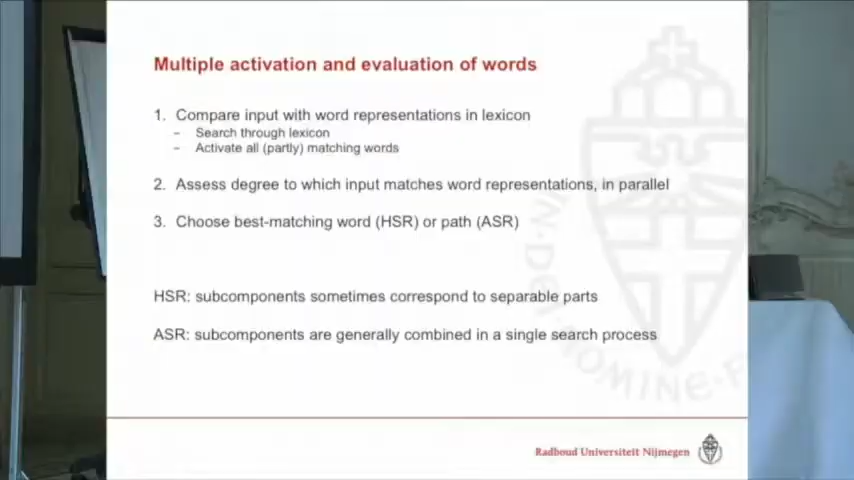 Multiple activation and evaluation of words
1. Compare input with word representations in lexicon
- Search through lexicon
- Activate all (partly) matching words
2. Assess degree to which input matches word representations, in parallel
3. Choose best-matching word (HSR) or path (ASR)
HSR: subcomponents sometimes correspond to separable parts
ASR: subcomponents are generally combined in a single search process
IN·DEI·NOMINE·F
Radboud Universiteit Nijmegen